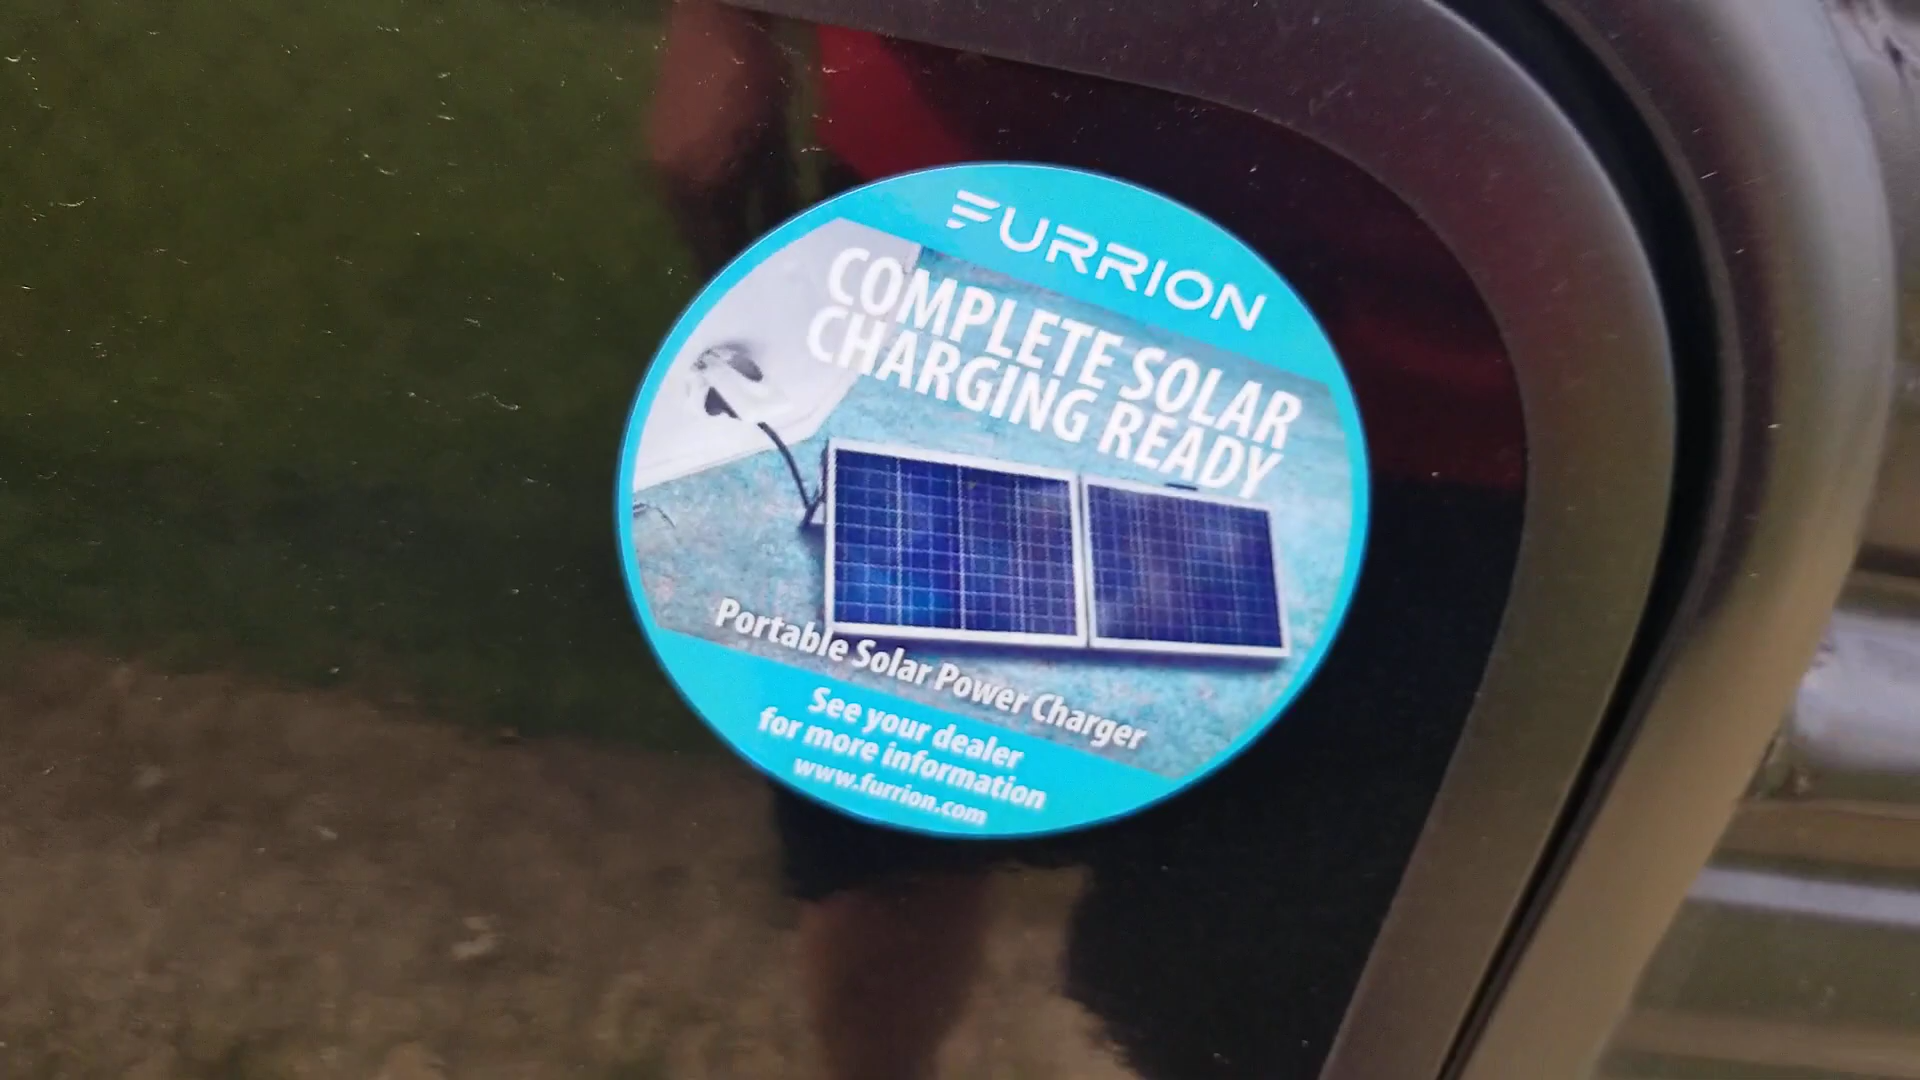 FURRION
COMPLETE SOLAR
CHARGING READY
Portable Solar Power Charger
See your dealer
for more information
www.furrion.com